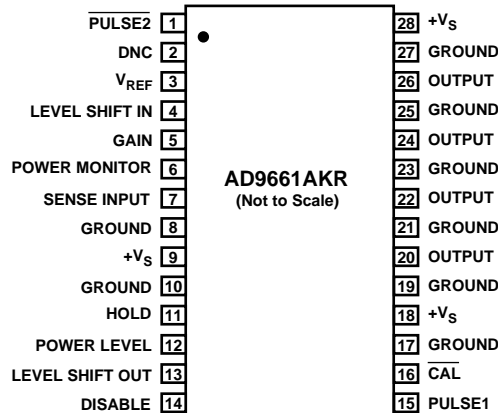 PULSE2 1
DNC 2
VREF 3
LEVEL SHIFT IN 4
GAIN 5
POWER MONITOR 6
SENSE INPUT 7
GROUND 8
+VS 9
GROUND 10
HOLD 11
POWER LEVEL 12
LEVEL SHIFT OUT 13
DISABLE 14
AD9661AKR
(Not to Scale)
28 +VS
27 GROUND
26 OUTPUT
25 GROUND
24 OUTPUT
23 GROUND
22 OUTPUT
21 GROUND
20 OUTPUT
19 GROUND
18 +VS
17 GROUND
16 CAL
15 PULSE1